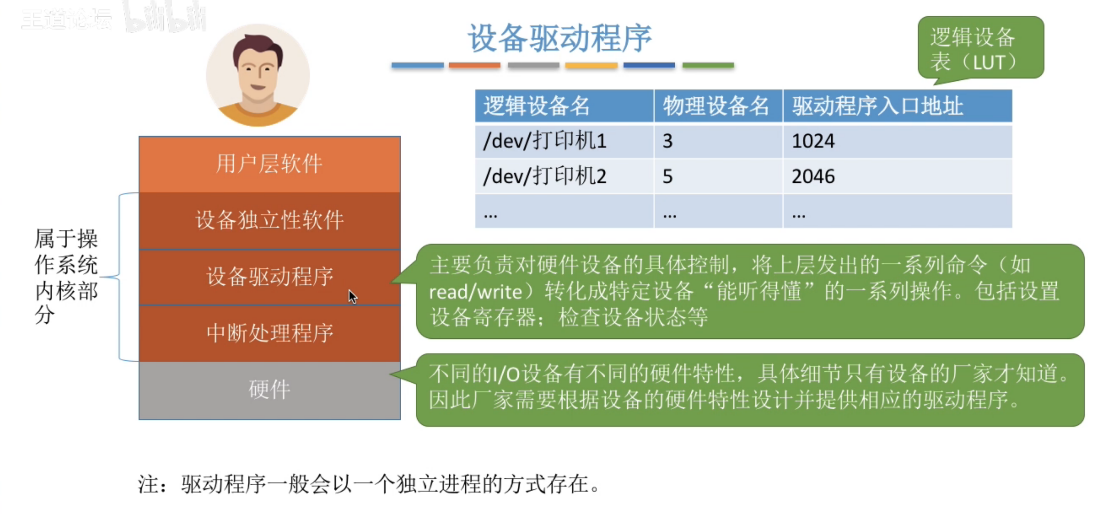 王道论坛 bilibili
设备驱动程序
逻辑设备
表（LUT）
逻辑设备名 物理设备名 驱动程序入口地址
/dev/打印机1 3 1024
/dev/打印机2 5 2046
... ... ...
用户层软件
设备独立性软件
设备驱动程序
中断处理程序
硬件
属于操
作系统
内核部
分
主要负责对硬件设备的具体控制，将上层发出的一系列命令（如
read/write）转化成特定设备“能听得懂”的一系列操作。包括设置
设备寄存器；检查设备状态等
不同的I/O设备有不同的硬件特性，具体细节只有设备的厂家才知道。
因此厂家需要根据设备的硬件特性设计并提供相应的驱动程序。
注：驱动程序一般会以一个独立进程的方式存在。